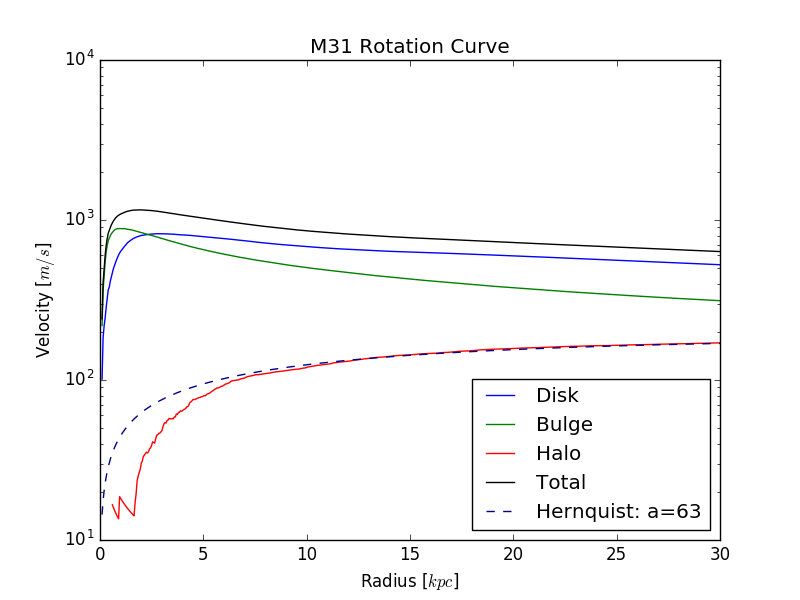 M31 Rotation Curve
10^4
10^3
10^2
10^1
Velocity [m/s]
0 5 10 15 20 25 30
Radius [kpc]
Disk
Bulge
Halo
Total
Hernquist: a=63